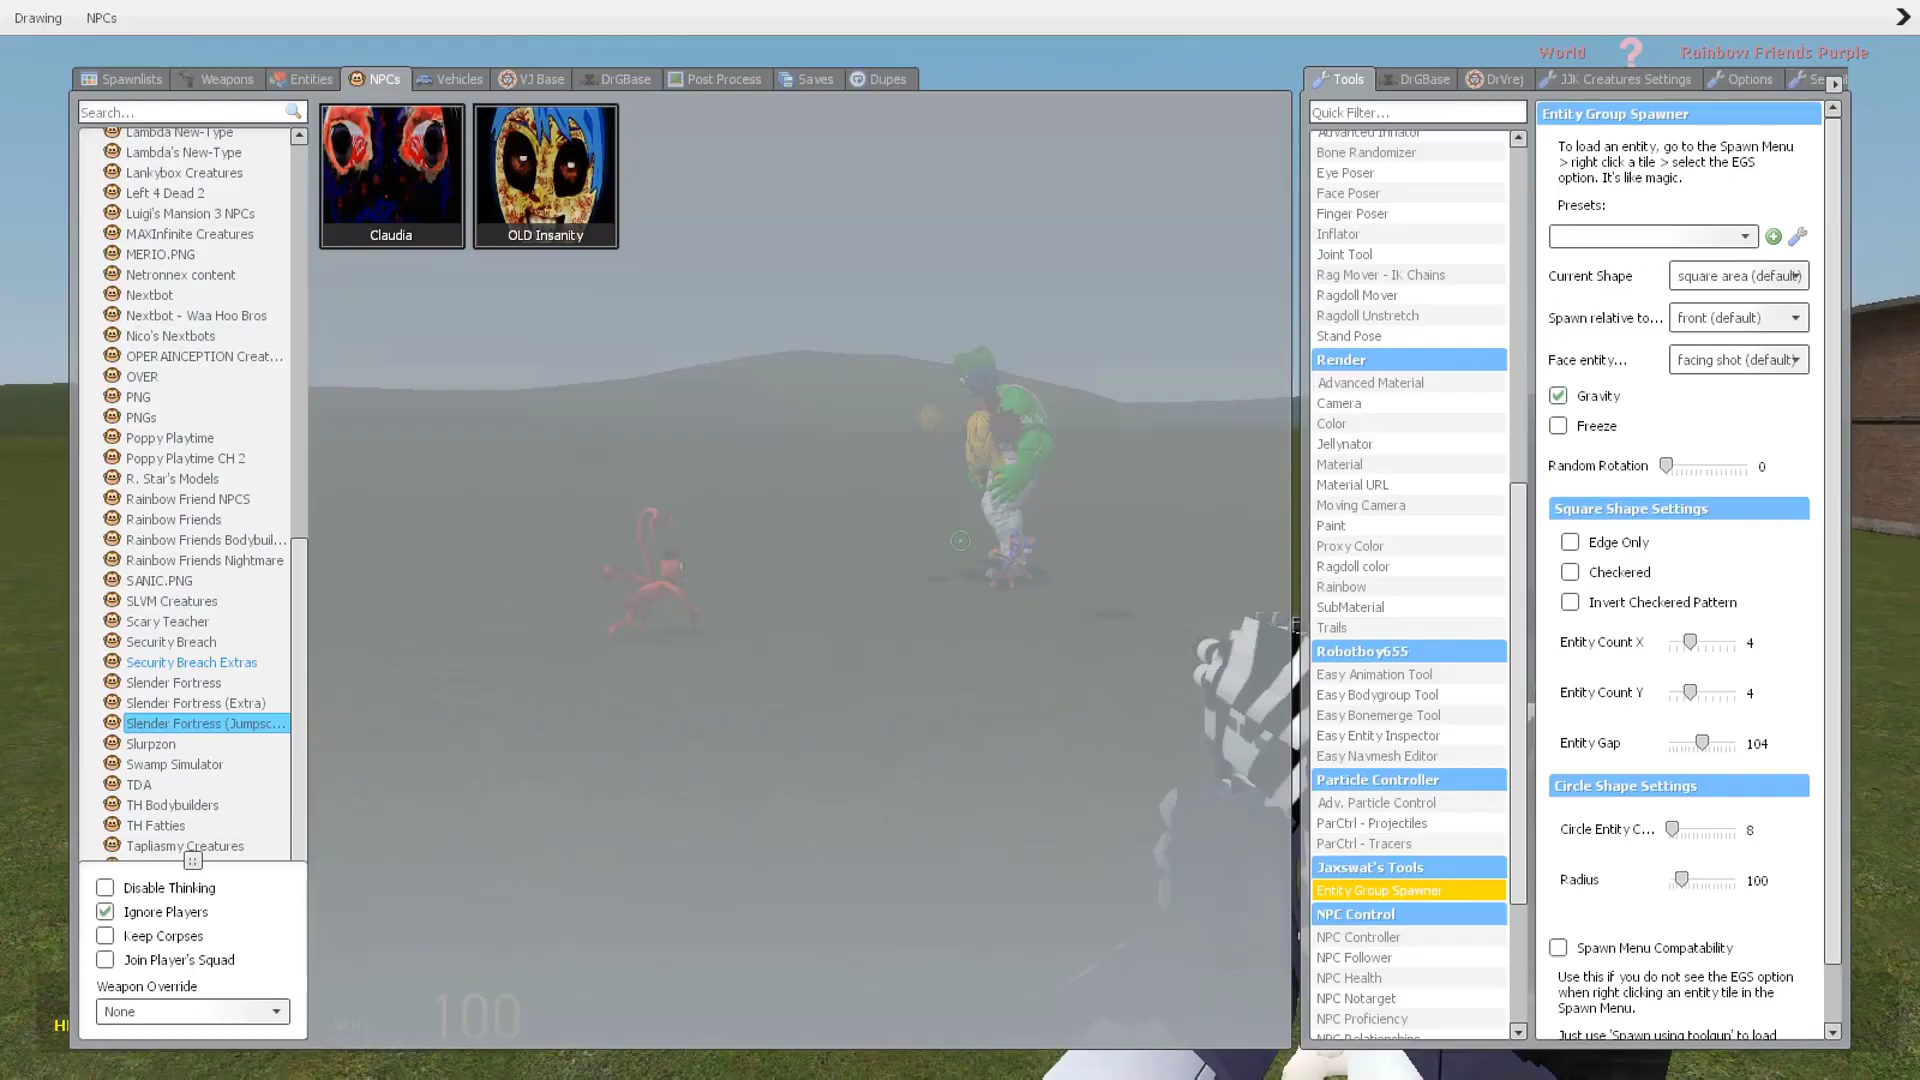 Drawing NPCs
World ? Rainbow Friends Purple
Spawnlists Weapons Entities NPCs Vehicles VJ Base DrGBase Post Process Saves Dupes
Tools DrGBase DrVrej JJK Creatures Settings Options
Search...
Lambda New-Type
Lambda's New-Type
Lankybox Creatures
Left 4 Dead 2
Luigi's Mansion 3 NPCs
MAXInfinite Creatures
MERIO.PNG
Netronnex content
Nextbot
Nextbot - Waa Hoo Bros
Nico's Nextbots
OPERAINCEPTION Creat...
OVER
PNG
PNGs
Poppy Playtime
Poppy Playtime CH 2
R. Star's Models
Rainbow Friend NPCS
Rainbow Friends
Rainbow Friends Bodybuil...
Rainbow Friends Nightmare
SANIC.PNG
SLVM Creatures
Scary Teacher
Security Breach
Security Breach Extras
Slender Fortress
Slender Fortress (Extra)
Slender Fortress (Jumpsc...
Slurpzon
Swamp Simulator
TDA
TH Bodybuilders
TH Fatties
Tapliasmy Creatures
Disable Thinking
Ignore Players
Keep Corpses
Join Player's Squad
Weapon Override
None
Claudia
OLD Insanity
100
Quick Filter...
Advanced Inflator
Bone Randomizer
Eye Poser
Face Poser
Finger Poser
Inflator
Joint Tool
Rag Mover - IK Chains
Ragdoll Mover
Ragdoll Unstretch
Stand Pose
Render
Advanced Material
Camera
Color
Jellynator
Material
Material URL
Moving Camera
Paint
Proxy Color
Ragdoll color
Rainbow
SubMaterial
Trails
Robotboy655
Easy Animation Tool
Easy Bodygroup Tool
Easy Bonemerge Tool
Easy Entity Inspector
Easy Navmesh Editor
Particle Controller
Adv. Particle Control
ParCtrl - Projectiles
ParCtrl - Tracers
Jaxswat's Tools
Entity Group Spawner
NPC Control
NPC Controller
NPC Follower
NPC Health
NPC Notarget
NPC Proficiency
NPC Relationship
Entity Group Spawner
To load an entity, go to the Spawn Menu
> right click a tile > select the EGS
option. It's like magic.
Presets:
Current Shape square area (default)
Spawn relative to... front (default)
Face entity... facing shot (default)
Gravity
Freeze
Random Rotation 0
Square Shape Settings
Edge Only
Checkered
Invert Checkered Pattern
Entity Count X 4
Entity Count Y 4
Entity Gap 104
Circle Shape Settings
Circle Entity C... 8
Radius 100
Spawn Menu Compatability
Use this if you do not see the EGS option
when right clicking an entity tile in the
Spawn Menu.
Just use 'Spawn using toolgun' to load